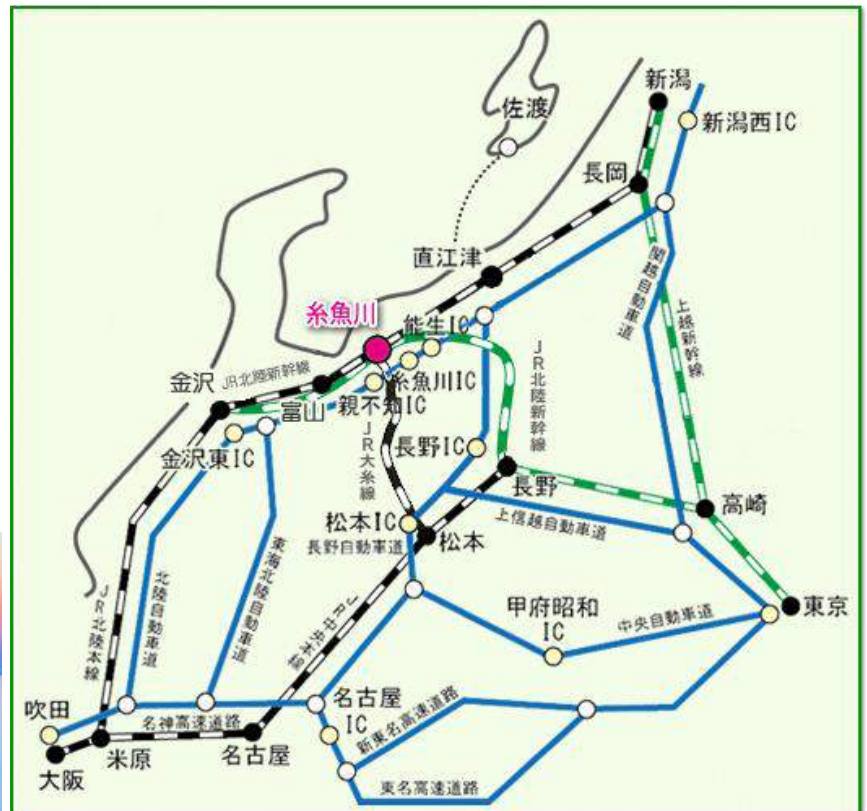 新潟
佐渡
新潟西IC
長岡
直江津
関越自動車道
上越新幹線
糸魚川
能生IC
JR北陸新幹線
金沢
JR北陸新幹線
糸魚川IC
富山
親不知IC
金沢東IC
JR大糸線
長野IC
長野
高崎
松本IC
上信越自動車道
長野自動車道
松本
東海北陸自動車道
北陸自動車道
JR北陸本線
JR中央本線
甲府昭和
IC
中央自動車道
東京
吹田
名神高速道路
名古屋
IC
新東名高速道路
大阪
米原
名古屋
東名高速道路